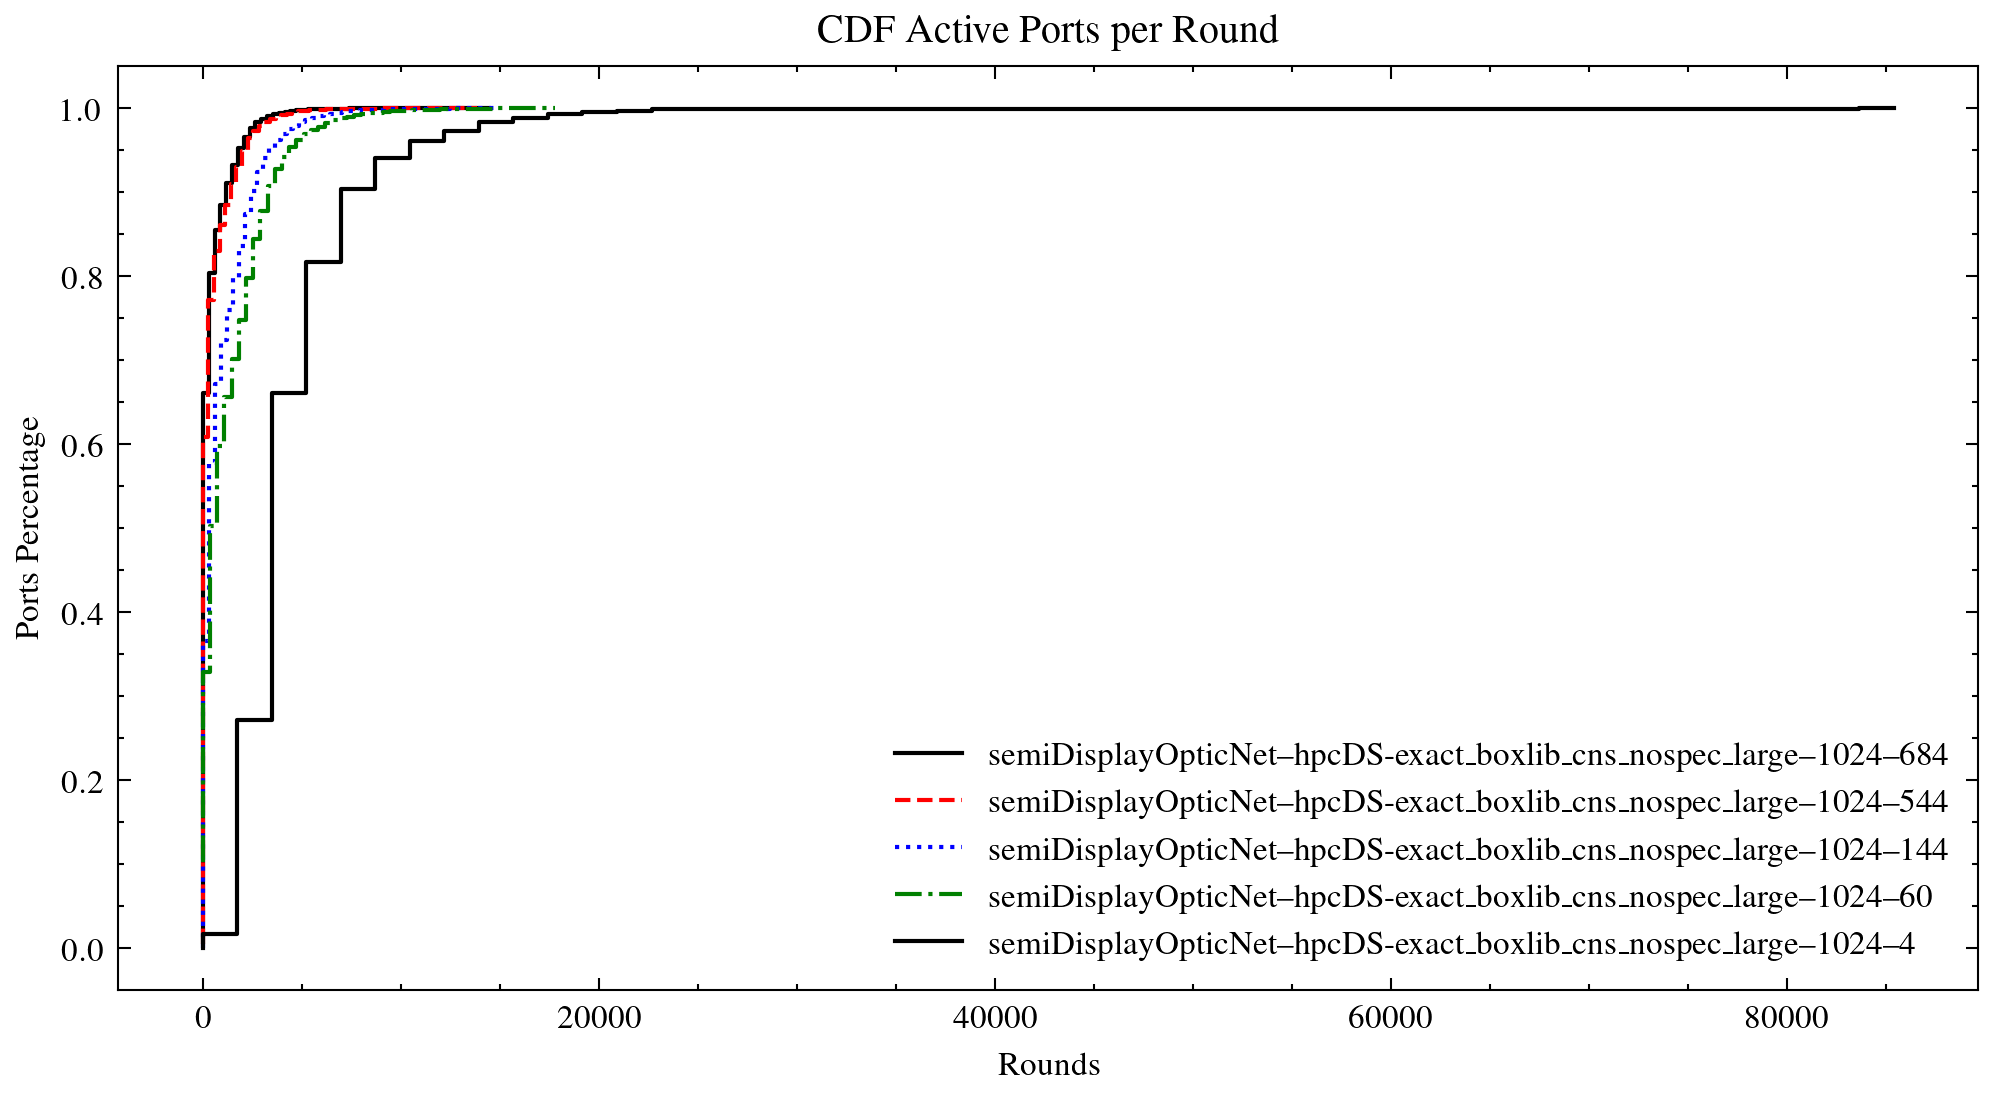 CDF Active Ports per Round
Ports Percentage
1.0
0.8
0.6
0.4
0.2
0.0
semiDisplayOpticNet–hpcDS-exact_boxlib_cns_nospec_large–1024–684
semiDisplayOpticNet–hpcDS-exact_boxlib_cns_nospec_large–1024–544
semiDisplayOpticNet–hpcDS-exact_boxlib_cns_nospec_large–1024–144
semiDisplayOpticNet–hpcDS-exact_boxlib_cns_nospec_large–1024–60
semiDisplayOpticNet–hpcDS-exact_boxlib_cns_nospec_large–1024–4
0 20000 40000 60000 80000
Rounds